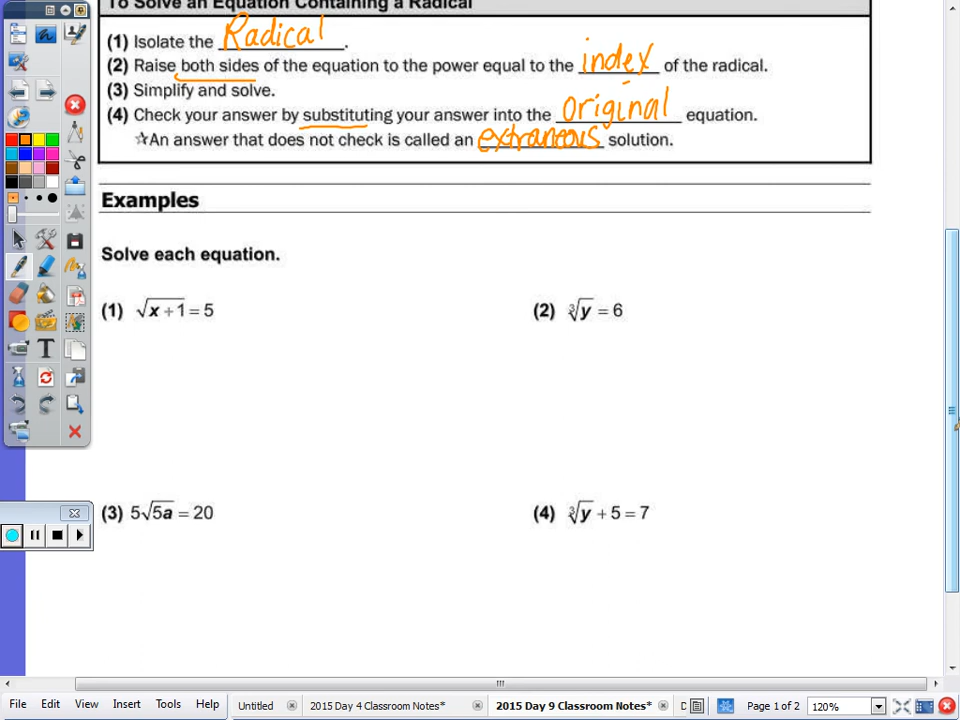 To Solve an Equation Containing a Radical
(1) Isolate the Radical.
(2) Raise both sides of the equation to the power equal to the index of the radical.
(3) Simplify and solve.
(4) Check your answer by substituting your answer into the original equation.
☆An answer that does not check is called an extraneous solution.
Examples
Solve each equation.
(1) √(x + 1) = 5
(2) ∛y = 6
(3) 5√(5a) = 20
(4) ∛y + 5 = 7
File Edit View Insert Tools Help Untitled 2015 Day 4 Classroom Notes* 2015 Day 9 Classroom Notes* D Page 1 of 2 120%